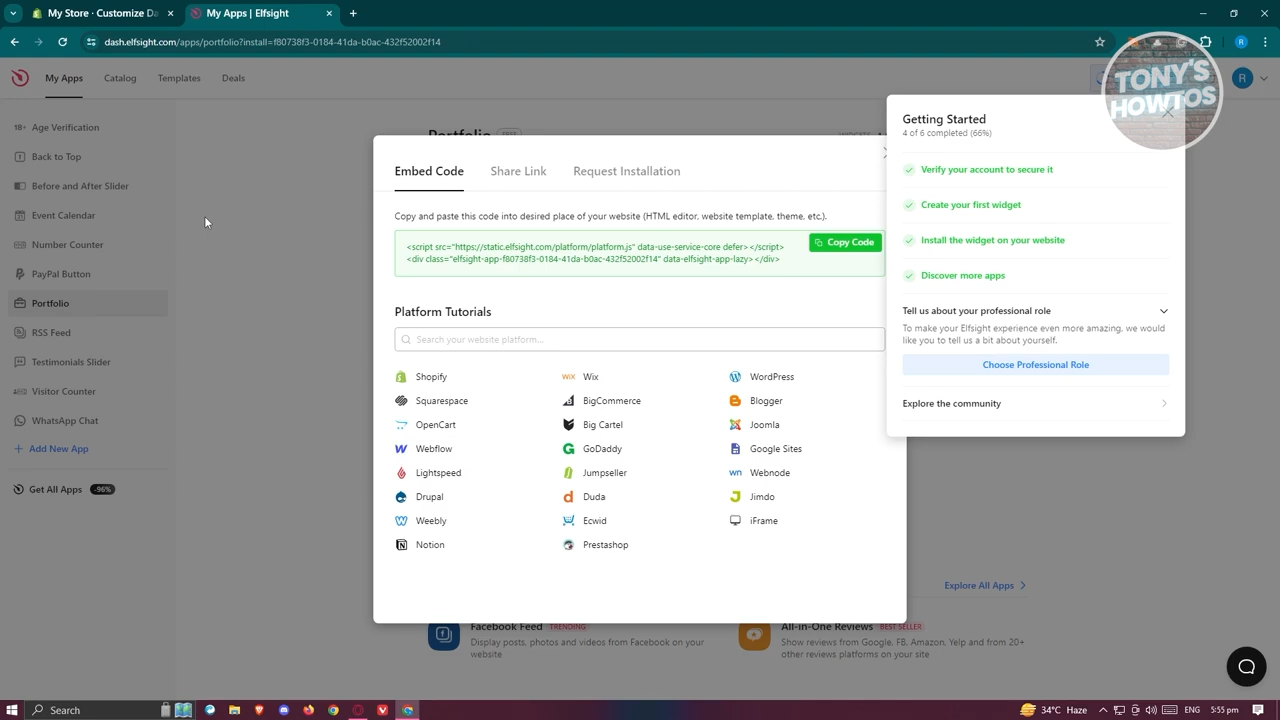 My Store · Customize Da
My Apps | Elfsight
dash.elfsight.com/apps/portfolio?install=f80738f3-0184-41da-b0ac-432f52002f14
R
My Apps
Catalog
Templates
Deals
R
TONY'S
HOWTOS
18+ Age Verification
Back to Top
Before and After Slider
Event Calendar
Number Counter
PayPal Button
Portfolio
RSS Feed
Testimonials Slider
Visitor Counter
WhatsApp Chat
+ Add New App
Get All Apps -96%
Portfolio FREE
Embed Code
Share Link
Request Installation
Copy and paste this code into desired place of your website (HTML editor, website template, theme, etc.).
<script src="https://static.elfsight.com/platform/platform.js" data-use-service-core defer></script>
<div class="elfsight-app-f80738f3-0184-41da-b0ac-432f52002f14" data-elfsight-app-lazy></div>
Copy Code
Platform Tutorials
Search your website platform...
Shopify
WiX Wix
WordPress
Squarespace
BigCommerce
Blogger
OpenCart
Big Cartel
Joomla
Webflow
GoDaddy
Google Sites
Lightspeed
Jumpseller
wn Webnode
Drupal
Duda
Jimdo
Weebly
Ecwid
iFrame
Notion
Prestashop
Getting Started
4 of 6 completed (66%)
Verify your account to secure it
Create your first widget
Install the widget on your website
Discover more apps
Tell us about your professional role
To make your Elfsight experience even more amazing, we would
like you to tell us a bit about yourself.
Choose Professional Role
Explore the community
Explore All Apps
Facebook Feed TRENDING
Display posts, photos and videos from Facebook on your
website
All-in-One Reviews BEST SELLER
Show reviews from Google, FB, Amazon, Yelp and from 20+
other reviews platforms on your site
Search
34°C Haze
ENG
5:55 pm